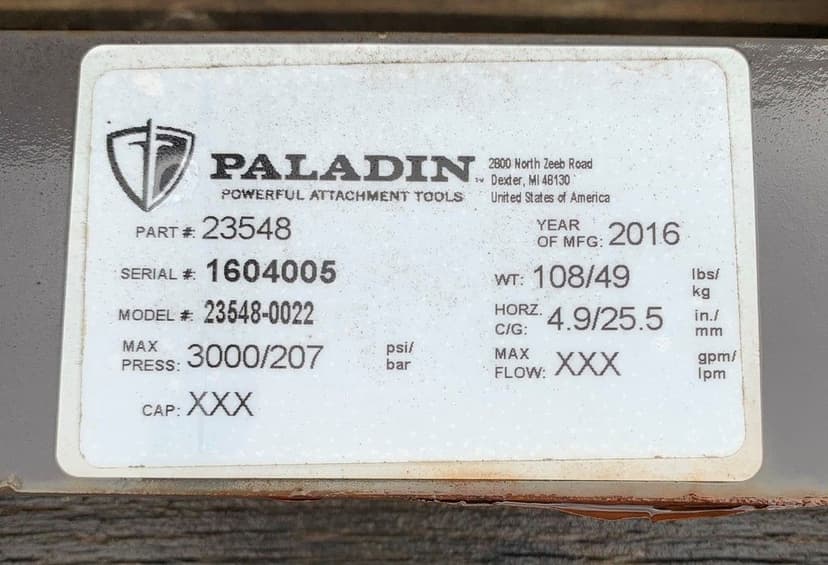 PALADIN™
POWERFUL ATTACHMENT TOOLS
2800 North Zeeb Road
Dexter, MI 48130
United States of America
PART #: 23548
YEAR OF MFG: 2016
SERIAL #: 1604005
WT: 108/49 lbs/kg
MODEL #: 23548-0022
HORZ. C/G: 4.9/25.5 in./mm
MAX PRESS: 3000/207 psi/bar
MAX FLOW: XXX gpm/lpm
CAP: XXX